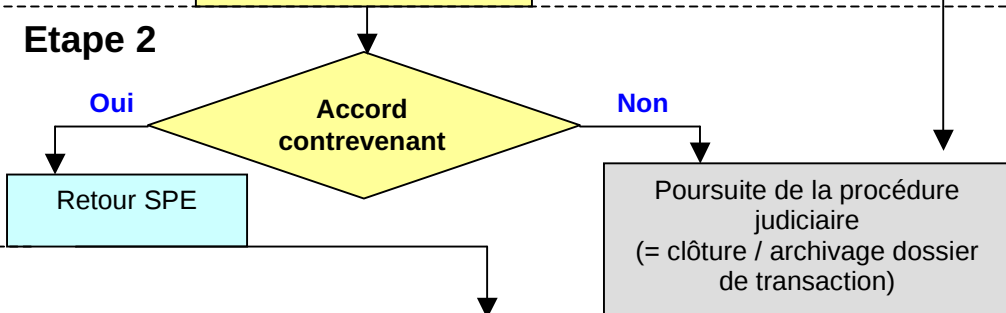 Etape 2
Oui
Accord
contrevenant
Non
Retour SPE
Poursuite de la procédure
judiciaire
(= clôture / archivage dossier
de transaction)